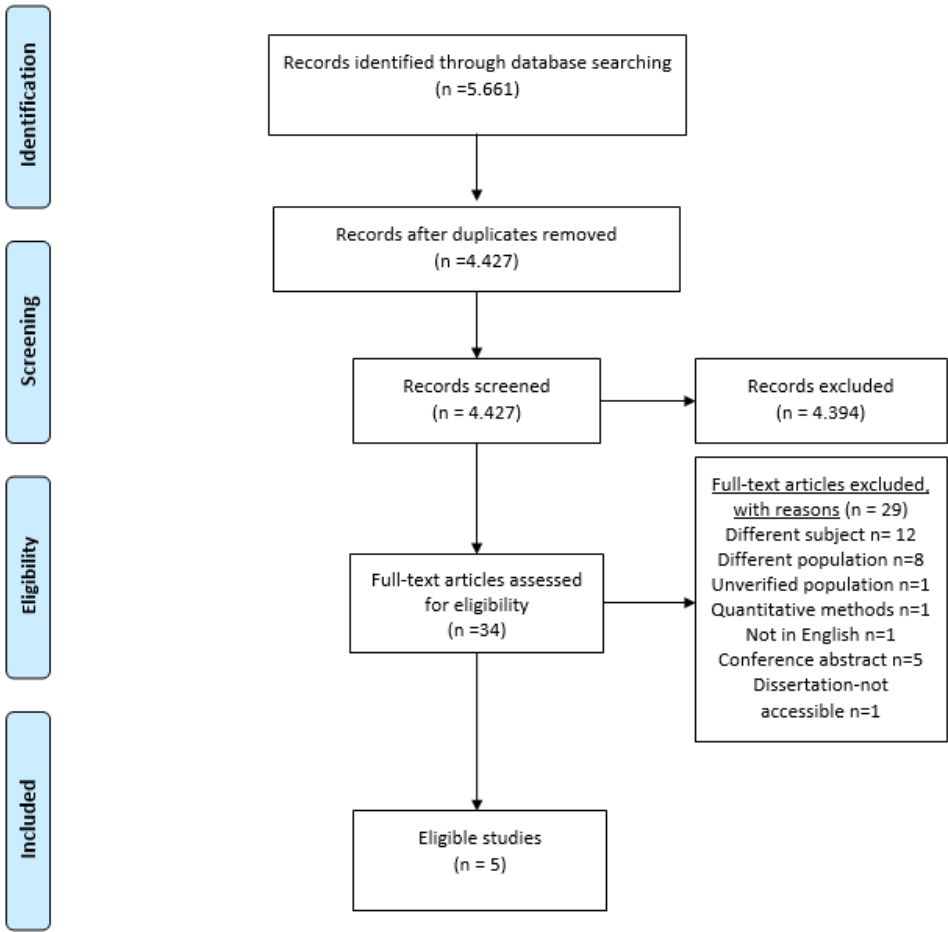 Identification
Records identified through database searching
(n =5.661)
Records after duplicates removed
(n =4.427)
Screening
Records screened
(n = 4.427)
Records excluded
(n = 4.394)
Eligibility
Full-text articles assessed
for eligibility
(n =34)
Full-text articles excluded,
with reasons (n = 29)
Different subject n= 12
Different population n=8
Unverified population n=1
Quantitative methods n=1
Not in English n=1
Conference abstract n=5
Dissertation-not
accessible n=1
Included
Eligible studies
(n = 5)